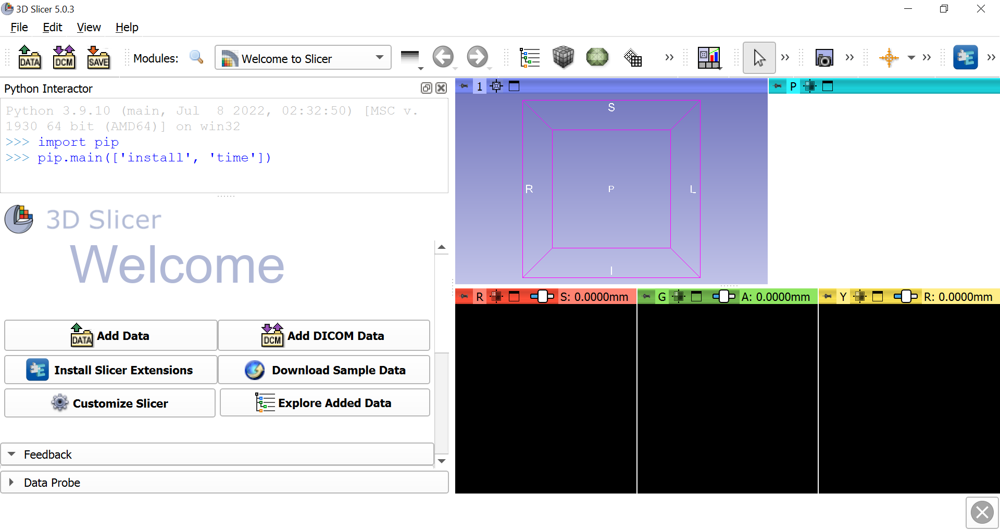 3D Slicer 5.0.3
File Edit View Help
DATA DCM SAVE Modules: Welcome to Slicer
Python Interactor
Python 3.9.10 (main, Jul  8 2022, 02:32:50) [MSC v.
1930 64 bit (AMD64)] on win32
>>> import pip
>>> pip.main(['install', 'time'])
3D Slicer
Welcome
DATA Add Data
DCM Add DICOM Data
Install Slicer Extensions
Download Sample Data
Customize Slicer
Explore Added Data
Feedback
Data Probe
1
S
R P L
I
P
R S: 0.0000mm
G A: 0.0000mm
Y R: 0.0000mm